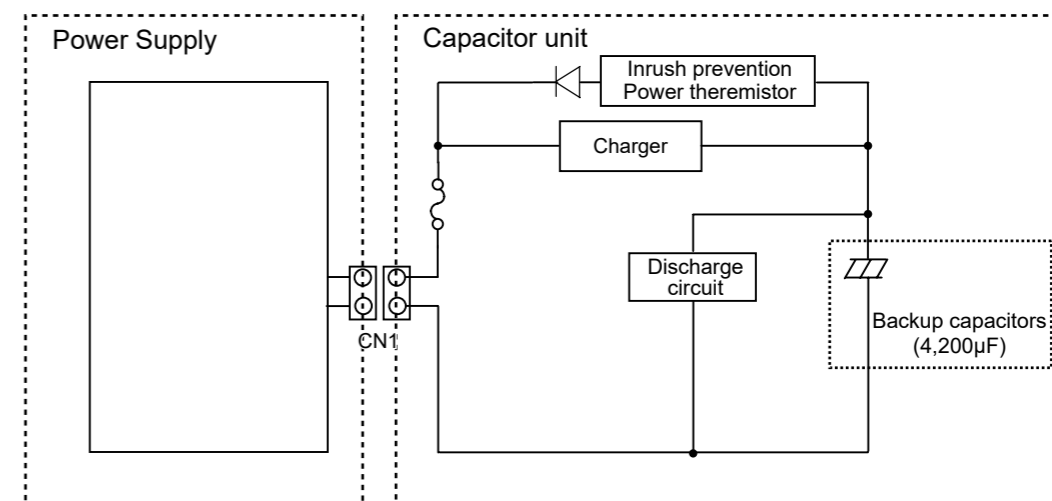 Power Supply
Capacitor unit
Inrush prevention
Power theremistor
Charger
Discharge
circuit
CN1
Backup capacitors
(4,200µF)